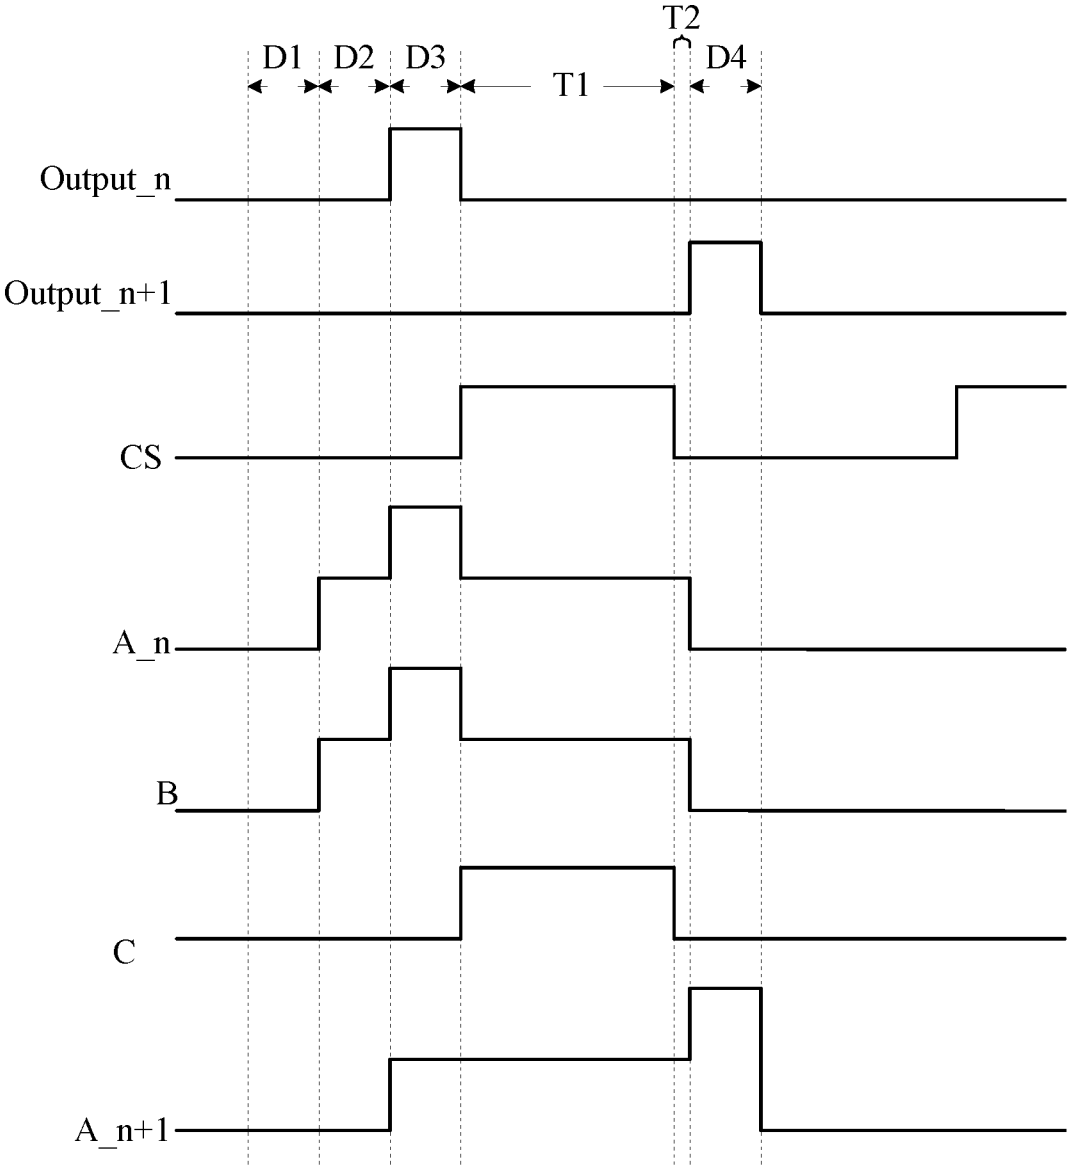 T2
D1 D2 D3 T1 D4
Output_n
Output_n+1
CS
A_n
B
C
A_n+1